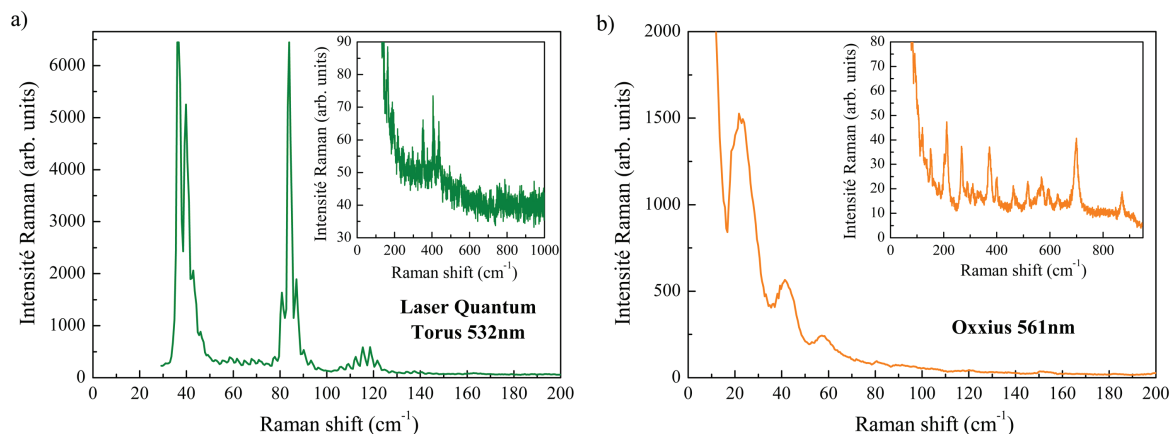 a)
Intensité Raman (arb. units)
6000
5000
4000
3000
2000
1000
0
0 20 40 60 80 100 120 140 160 180 200
Raman shift (cm⁻¹)
Intensité Raman (arb. units)
90
80
70
60
50
40
30
0 200 400 600 800 1000
Raman shift (cm⁻¹)
Laser Quantum
Torus 532nm
b)
Intensité Raman (arb. units)
2000
1500
1000
500
0
0 20 40 60 80 100 120 140 160 180 200
Raman shift (cm⁻¹)
Intensité Raman (arb. units)
80
70
60
50
40
30
20
10
0
0 200 400 600 800
Raman shift (cm⁻¹)
Oxxius 561nm